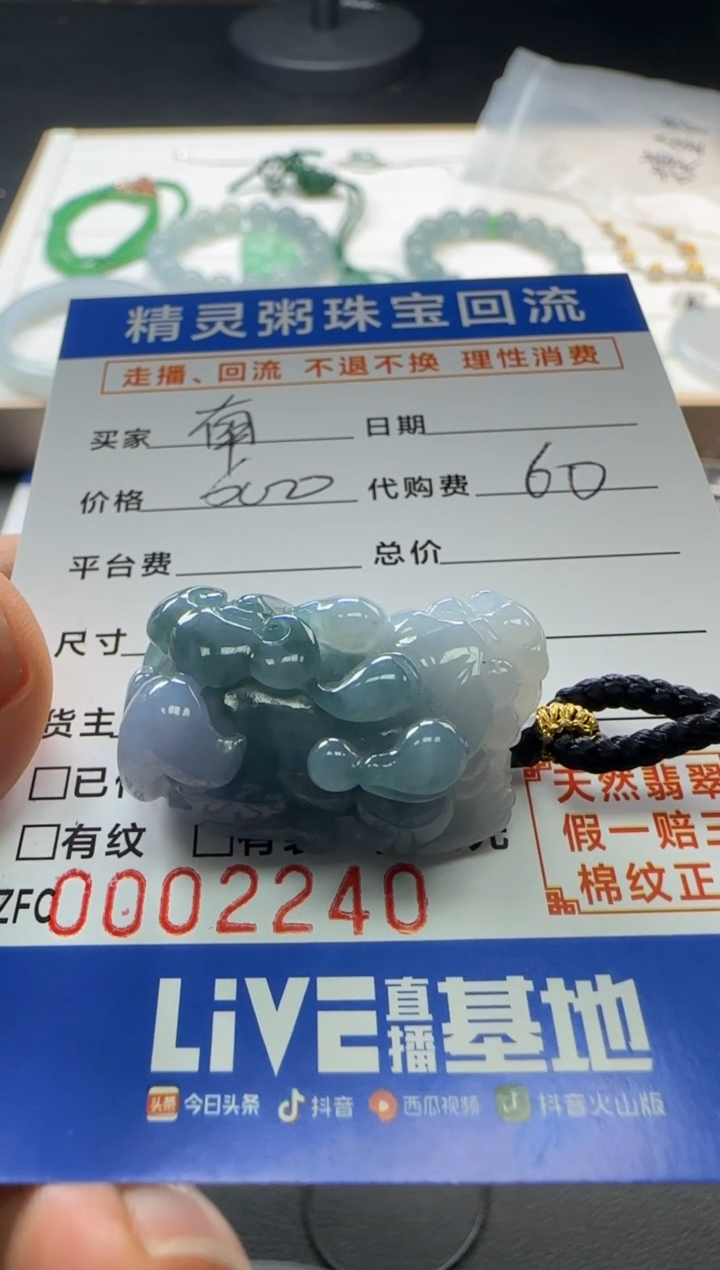 精灵粥珠宝回流
走播、回流 不退不换 理性消费
买家 南 日期
价格 600 代购费 60
平台费 总价
尺寸
货主
□已
□有纹 □有
天然翡翠
假一赔三
棉纹正
ZFC0002240
LiVE直播基地
头条 今日头条 抖音 西瓜视频 抖音火山版